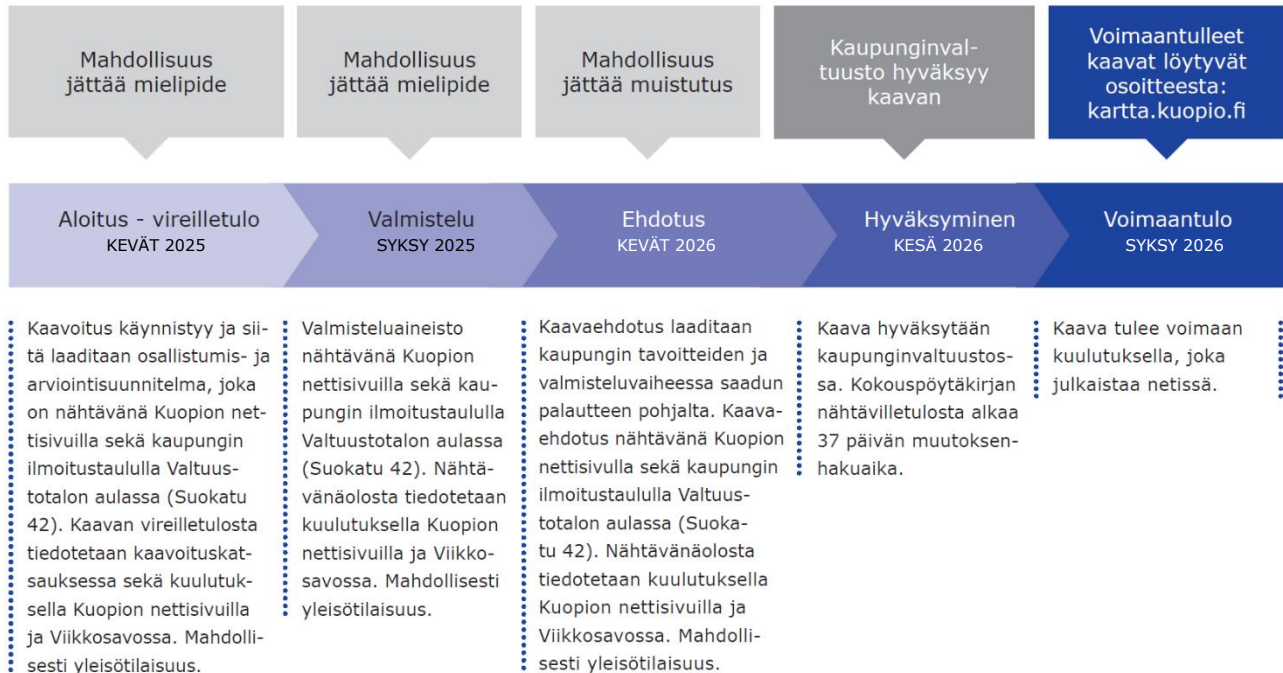 Mahdollisuus
jättää mielipide
Mahdollisuus
jättää mielipide
Mahdollisuus
jättää muistutus
Kaupunginval-
tuusto hyväksyy
kaavan
Voimaantulleet
kaavat löytyvät
osoitteesta:
kartta.kuopio.fi
Aloitus - vireilletulo
KEVÄT 2025
Valmistelu
SYKSY 2025
Ehdotus
KEVÄT 2026
Hyväksyminen
KESÄ 2026
Voimaantulo
SYKSY 2026
Kaavoitus käynnistyy ja sii-
tä laaditaan osallistumis- ja
arviointisuunnitelma, joka
on nähtävänä Kuopion net-
tisivuilla sekä kaupungin
ilmoitustaululla Valtuus-
totalon aulassa (Suokatu
42). Kaavan vireilletulosta
tiedotetaan kaavoituskat-
sauksessa sekä kuulutuk-
sella Kuopion nettisivuilla
ja Viikkosavossa. Mahdolli-
sesti yleisötilaisuus.
Valmisteluaineisto
nähtävänä Kuopion
nettisivuilla sekä kau-
pungin ilmoitustaululla
Valtuustotalon aulassa
(Suokatu 42). Nähtä-
vänäolosta tiedotetaan
kuulutuksella Kuopion
nettisivuilla ja Viikko-
savossa. Mahdollisesti
yleisötilaisuus.
Kaavaehdotus laaditaan
kaupungin tavoitteiden ja
valmisteluvaiheessa saadun
palautteen pohjalta. Kaava-
ehdotus nähtävänä Kuopion
nettisivulla sekä kaupungin
ilmoitustaululla Valtuus-
totalon aulassa (Suoka-
tu 42). Nähtävänäolosta
tiedotetaan kuulutuksella
Kuopion nettisivuilla ja
Viikkosavossa. Mahdolli-
sesti yleisötilaisuus.
Kaava hyväksytään
kaupunginvaltuustos-
sa. Kokouspöytäkirjan
nähtävilletulosta alkaa
37 päivän muutoksen-
hakuaika.
Kaava tulee voimaan
kuulutuksella, joka
julkaistaa netissä.